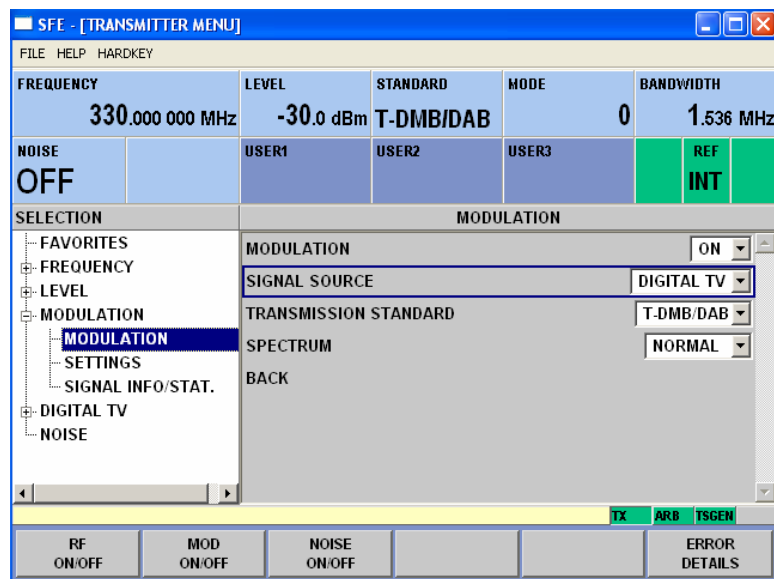 SFE - [TRANSMITTER MENU]
FILE HELP HARDKEY
FREQUENCY LEVEL STANDARD MODE BANDWIDTH
330.000 000 MHz -30.0 dBm T-DMB/DAB 0 1.536 MHz
NOISE USER1 USER2 USER3 REF
OFF INT
SELECTION MODULATION
FAVORITES
FREQUENCY
LEVEL
MODULATION
MODULATION
SETTINGS
SIGNAL INFO/STAT.
DIGITAL TV
NOISE
MODULATION ON
SIGNAL SOURCE DIGITAL TV
TRANSMISSION STANDARD T-DMB/DAB
SPECTRUM NORMAL
BACK
TX ARB TSGEN
RF ON/OFF
MOD ON/OFF
NOISE ON/OFF
ERROR DETAILS